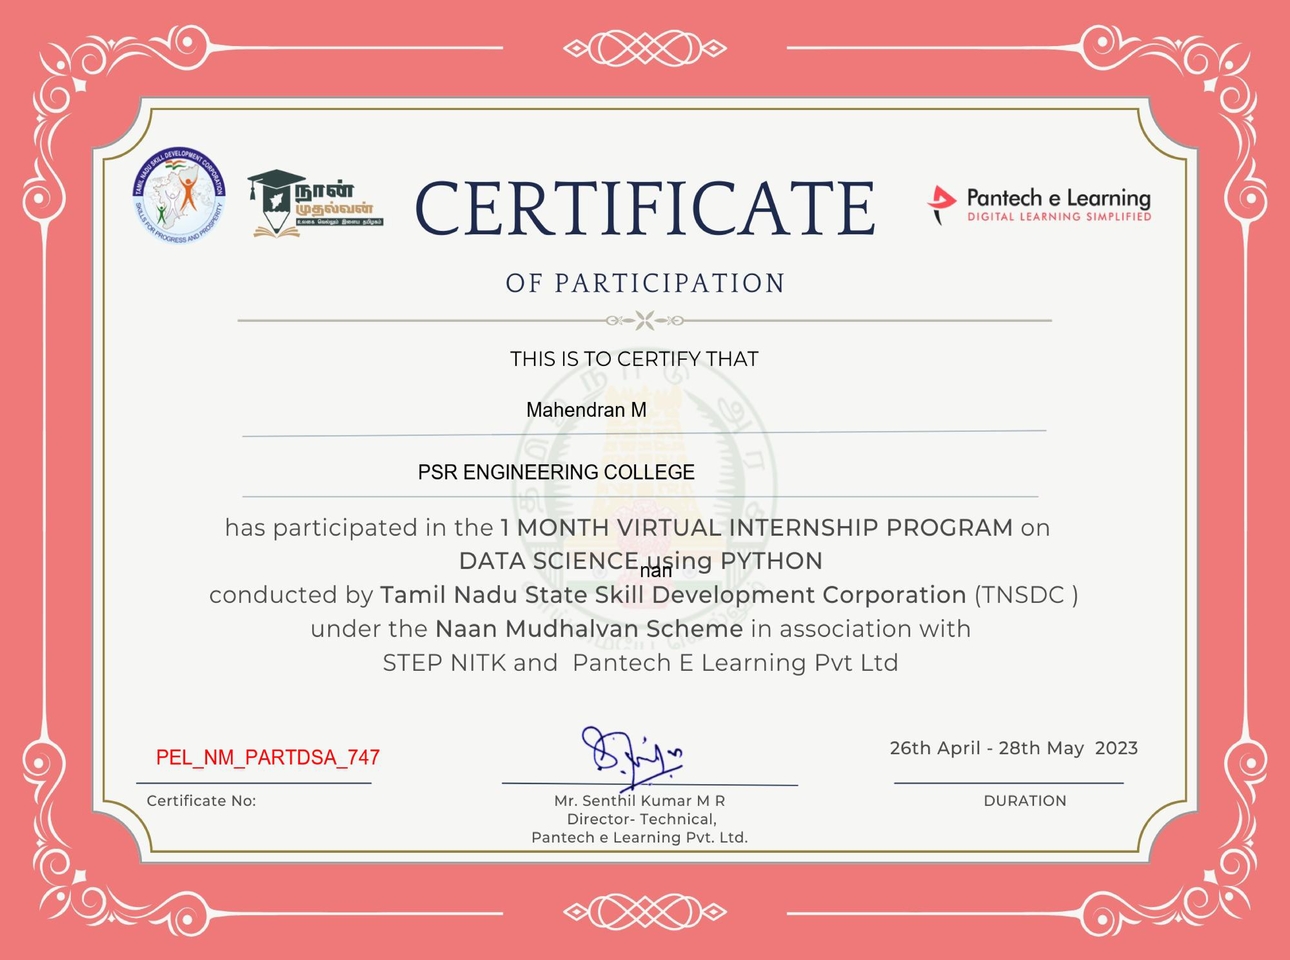 TAMIL NADU SKILL DEVELOPMENT CORPORATION
SKILLS FOR PROGRESS AND PROSPERITY
நான்
முதல்வன்
உலகை வெல்லும் இளைய தமிழகம்
CERTIFICATE
Pantech e Learning
DIGITAL LEARNING SIMPLIFIED
OF PARTICIPATION
THIS IS TO CERTIFY THAT
Mahendran M
PSR ENGINEERING COLLEGE
has participated in the 1 MONTH VIRTUAL INTERNSHIP PROGRAM on
DATA SCIENCE using PYTHON
nan
conducted by Tamil Nadu State Skill Development Corporation (TNSDC )
under the Naan Mudhalvan Scheme in association with
STEP NITK and Pantech E Learning Pvt Ltd
PEL_NM_PARTDSA_747
Certificate No:
Mr. Senthil Kumar M R
Director- Technical,
Pantech e Learning Pvt. Ltd.
26th April - 28th May 2023
DURATION